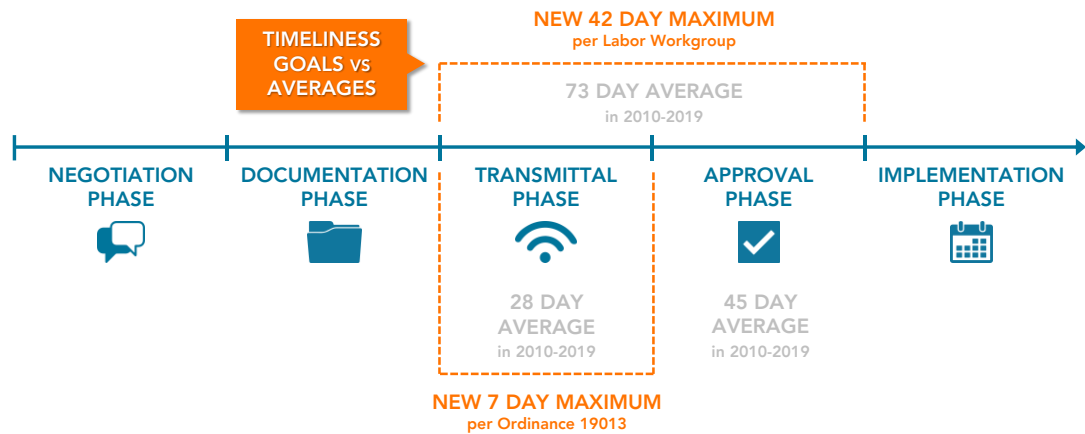 NEW 42 DAY MAXIMUM
per Labor Workgroup
TIMELINESS
GOALS VS
AVERAGES
73 DAY AVERAGE
in 2010-2019
NEGOTIATION
PHASE
DOCUMENTATION
PHASE
TRANSMITTAL
PHASE
APPROVAL
PHASE
IMPLEMENTATION
PHASE
28 DAY
AVERAGE
in 2010-2019
45 DAY
AVERAGE
in 2010-2019
NEW 7 DAY MAXIMUM
per Ordinance 19013